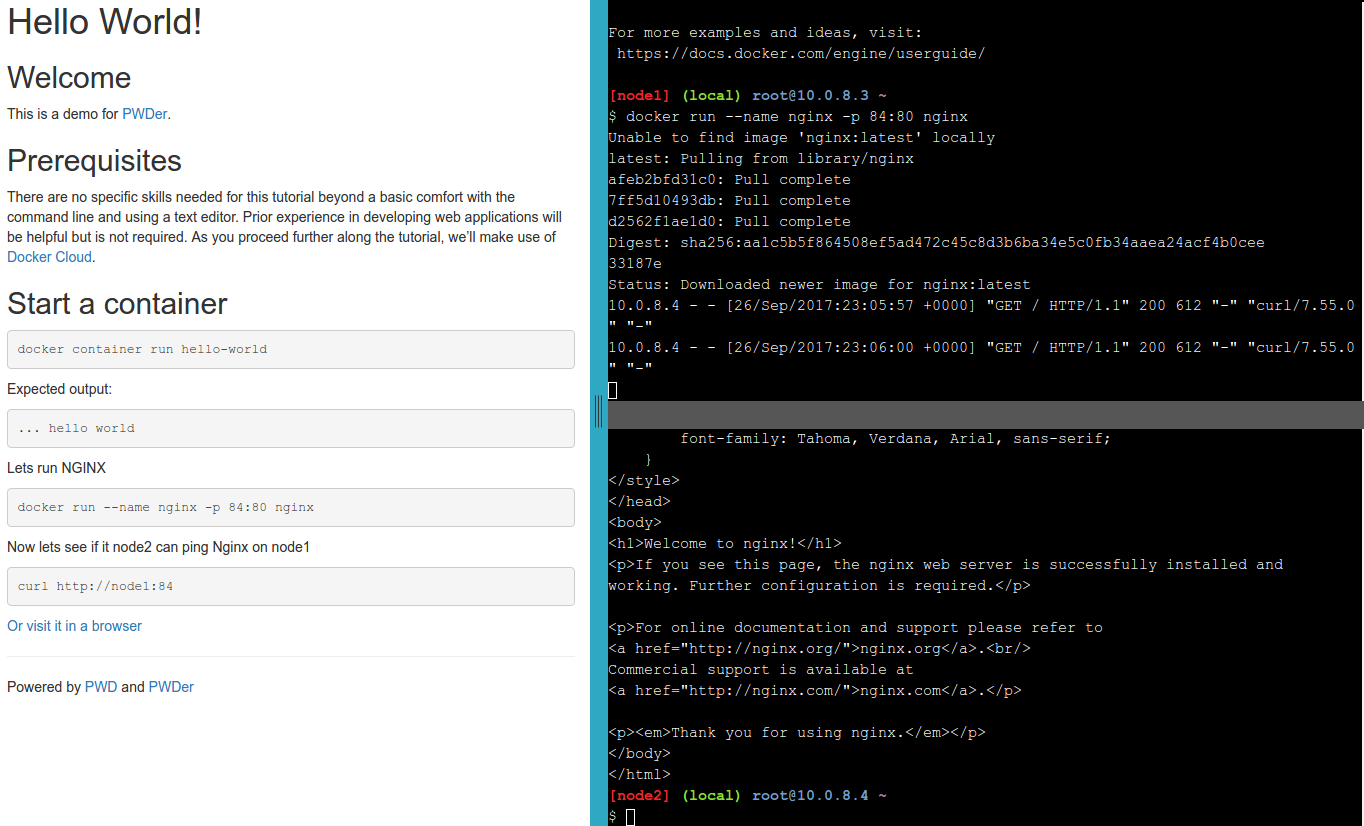 Hello World!
Welcome
This is a demo for PWDer.
Prerequisites
There are no specific skills needed for this tutorial beyond a basic comfort with the
command line and using a text editor. Prior experience in developing web applications will
be helpful but is not required. As you proceed further along the tutorial, we'll make use of
Docker Cloud.
Start a container
docker container run hello-world
Expected output:
... hello world
Lets run NGINX
docker run --name nginx -p 84:80 nginx
Now lets see if it node2 can ping Nginx on node1
curl http://node1:84
Or visit it in a browser
Powered by PWD and PWDer
For more examples and ideas, visit:
https://docs.docker.com/engine/userguide/
[node1] (local) root@10.0.8.3 ~
$ docker run --name nginx -p 84:80 nginx
Unable to find image 'nginx:latest' locally
latest: Pulling from library/nginx
afeb2bfd31c0: Pull complete
7ff5d10493db: Pull complete
d2562f1ae1d0: Pull complete
Digest: sha256:aa1c5b5f864508ef5ad472c45c8d3b6ba34e5c0fb34aaea24acf4b0cee
33187e
Status: Downloaded newer image for nginx:latest
10.0.8.4 - - [26/Sep/2017:23:05:57 +0000] "GET / HTTP/1.1" 200 612 "-" "curl/7.55.0
" "-"
10.0.8.4 - - [26/Sep/2017:23:06:00 +0000] "GET / HTTP/1.1" 200 612 "-" "curl/7.55.0
" "-"
font-family: Tahoma, Verdana, Arial, sans-serif;
}
</style>
</head>
<body>
<h1>Welcome to nginx!</h1>
<p>If you see this page, the nginx web server is successfully installed and
working. Further configuration is required.</p>
<p>For online documentation and support please refer to
<a href="http://nginx.org/">nginx.org</a>.<br/>
Commercial support is available at
<a href="http://nginx.com/">nginx.com</a>.</p>
<p><em>Thank you for using nginx.</em></p>
</body>
</html>
[node2] (local) root@10.0.8.4 ~
$